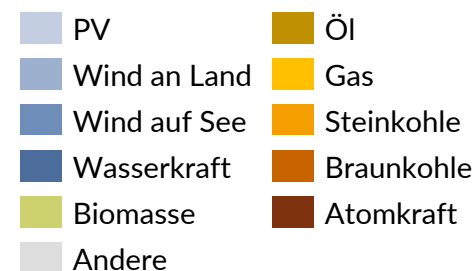 PV
Wind an Land
Wind auf See
Wasserkraft
Biomasse
Andere
Öl
Gas
Steinkohle
Braunkohle
Atomkraft